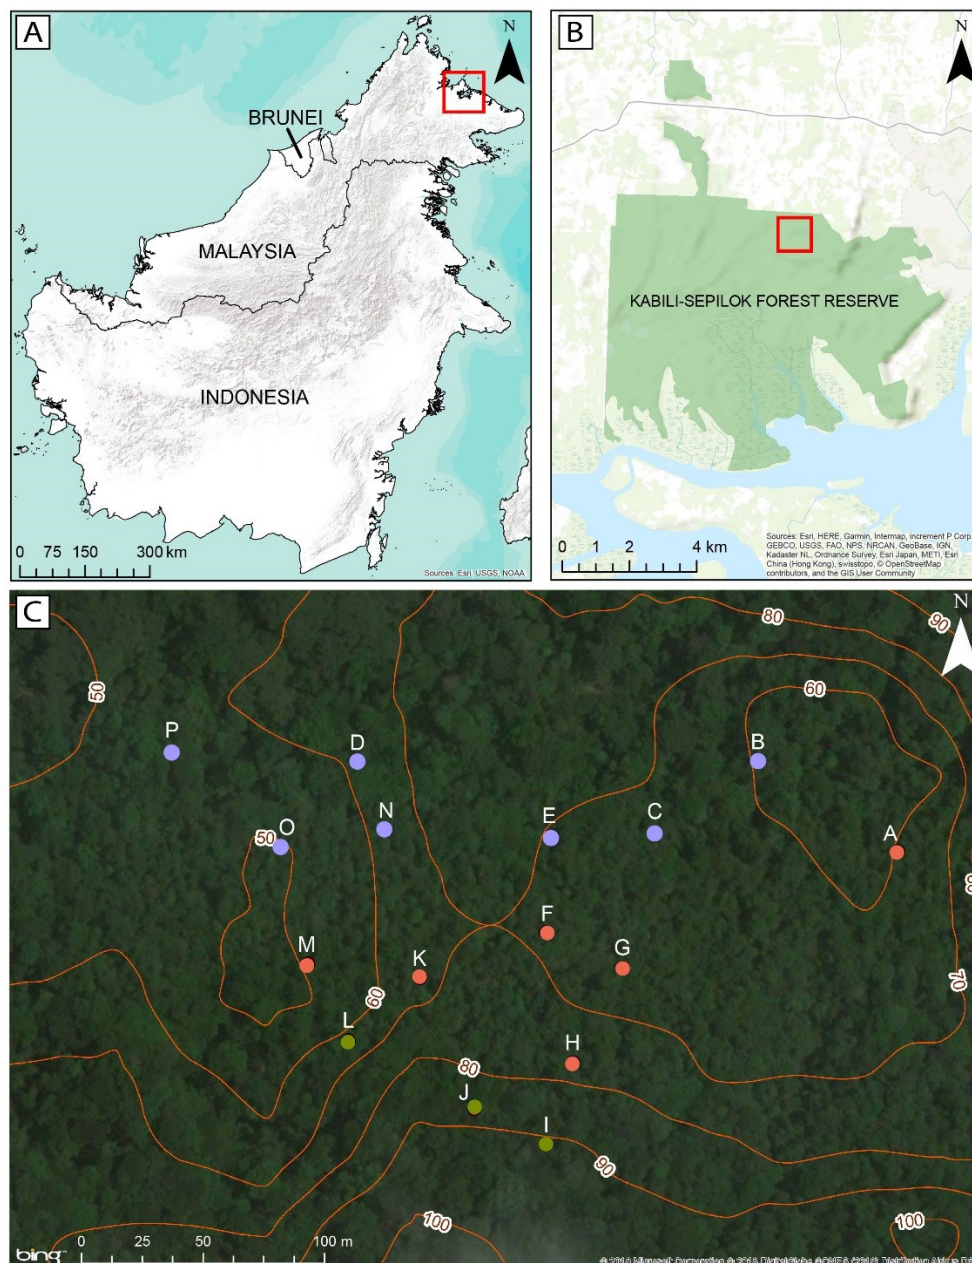 A
N
BRUNEI
MALAYSIA
INDONESIA
0 75 150 300 km
Sources: Esri, USGS, NOAA
B
N
KABILI-SEPILOK FOREST RESERVE
0 1 2 4 km
Sources: Esri, HERE, Garmin, Intermap, increment P Corp.,
GEBCO, USGS, FAO, NPS, NRCAN, GeoBase, IGN,
Kadaster NL, Ordnance Survey, Esri Japan, METI, Esri
China (Hong Kong), swisstopo, © OpenStreetMap
contributors, and the GIS User Community
C
N
80
90
50
60
P
D
B
N
O
50
E
C
A
F
M
K
G
70
60
L
H
80
J
I
90
100
100
bing
0 25 50 100 m